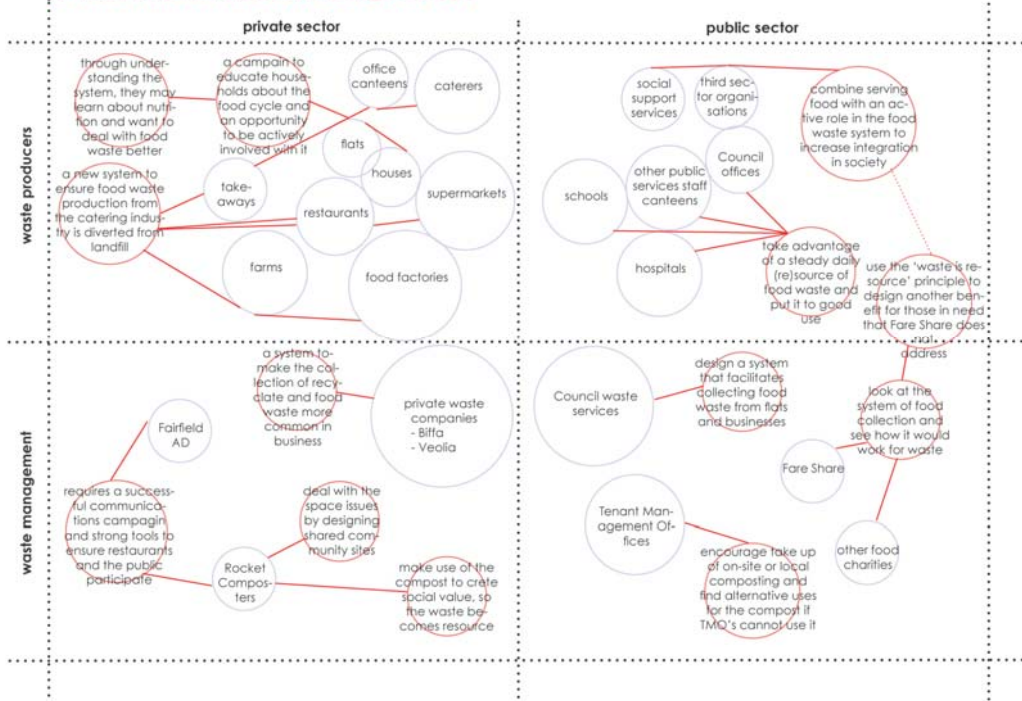 private sector
public sector
waste producers
through under-
standing the
system, they may
learn about nutri-
tion and want to
deal with food
waste better
a campain to
educate house-
holds about the
food cycle and
an opportunity
to be actively
involved with it
office
canteens
caterers
flats
houses
take-
aways
supermarkets
restaurants
a new system to
ensure food waste
production from
the catering indus-
try is diverted from
landfill
farms
food factories
social
support
services
third sec-
tor organi-
sations
combine serving
food with an ac-
tive role in the food
waste system to
increase integration
in society
Council
offices
other public
services staff
canteens
schools
hospitals
take advantage
of a steady daily
(re)source of
food waste and
put it to good
use
use the 'waste is re-
source' principle to
design another ben-
efit for those in need
that Fare Share does
not
address
waste management
a system to-
make the col-
lection of recy-
clate and food
waste more
common in
business
private waste
companies
- Biffa
- Veolia
Fairfield
AD
requires a success-
ful communica-
tions campagin
and strong tools to
ensure restaurants
and the public
participate
deal with the
space issues
by designing
shared com-
munity sites
Rocket
Compos-
ters
make use of the
compost to crete
social value, so
the waste be-
comes resource
Council waste
services
design a system
that facilitates
collecting food
waste from flats
and businesses
look at the
system of food
collection and
see how it would
work for waste
Fare Share
Tenant Man-
agement Of-
fices
other food
charities
encourage take up
of on-site or local
composting and
find alternative uses
for the compost if
TMO's cannot use it